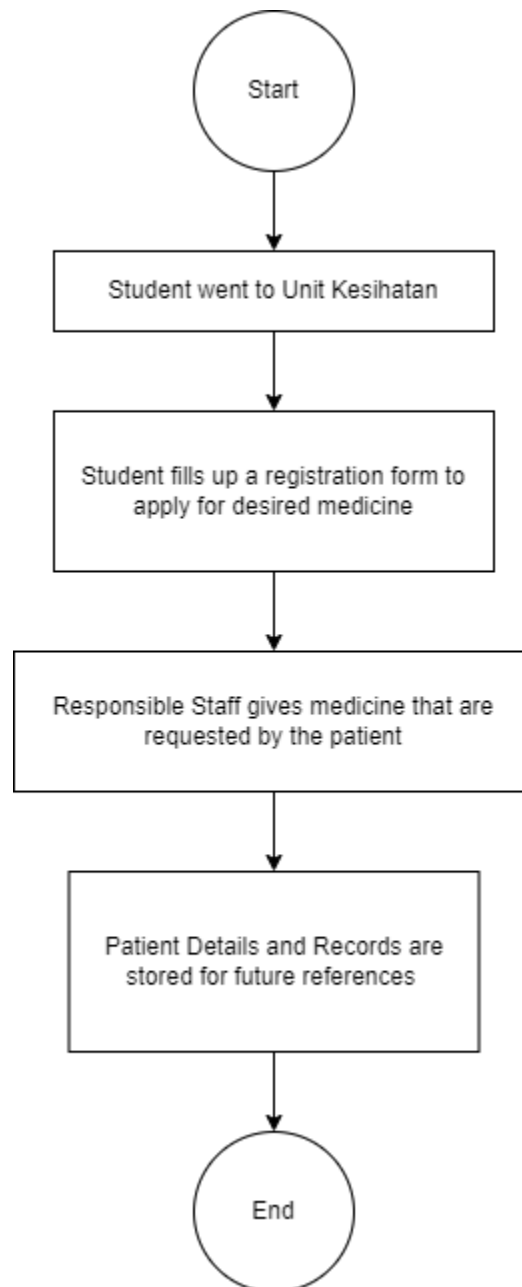 Start
Student went to Unit Kesihatan
Student fills up a registration form to
apply for desired medicine
Responsible Staff gives medicine that are
requested by the patient
Patient Details and Records are
stored for future references
End